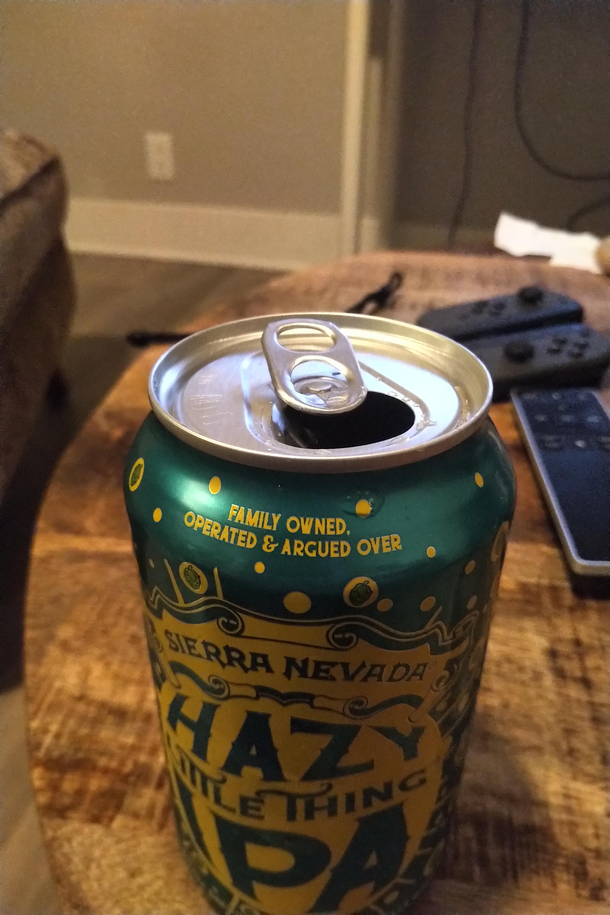 FAMILY OWNED,
OPERATED & ARGUED OVER
SIERRA NEVADA
HAZY
LITTLE THING
IPA